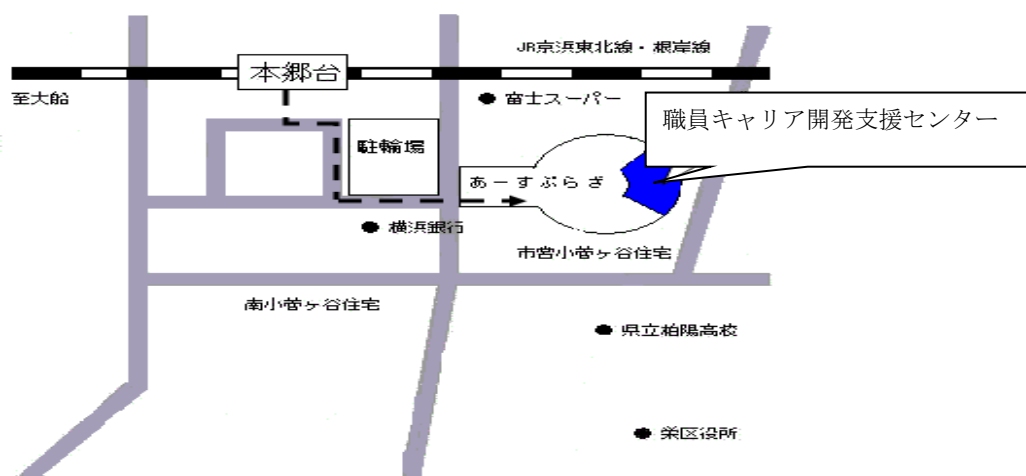 JR京浜東北線・根岸線
本郷台
至大船
富士スーパー
職員キャリア開発支援センター
駐輪場
あーすぷらざ
横浜銀行
市営小菅ヶ谷住宅
南小菅ヶ谷住宅
県立柏陽高校
栄区役所